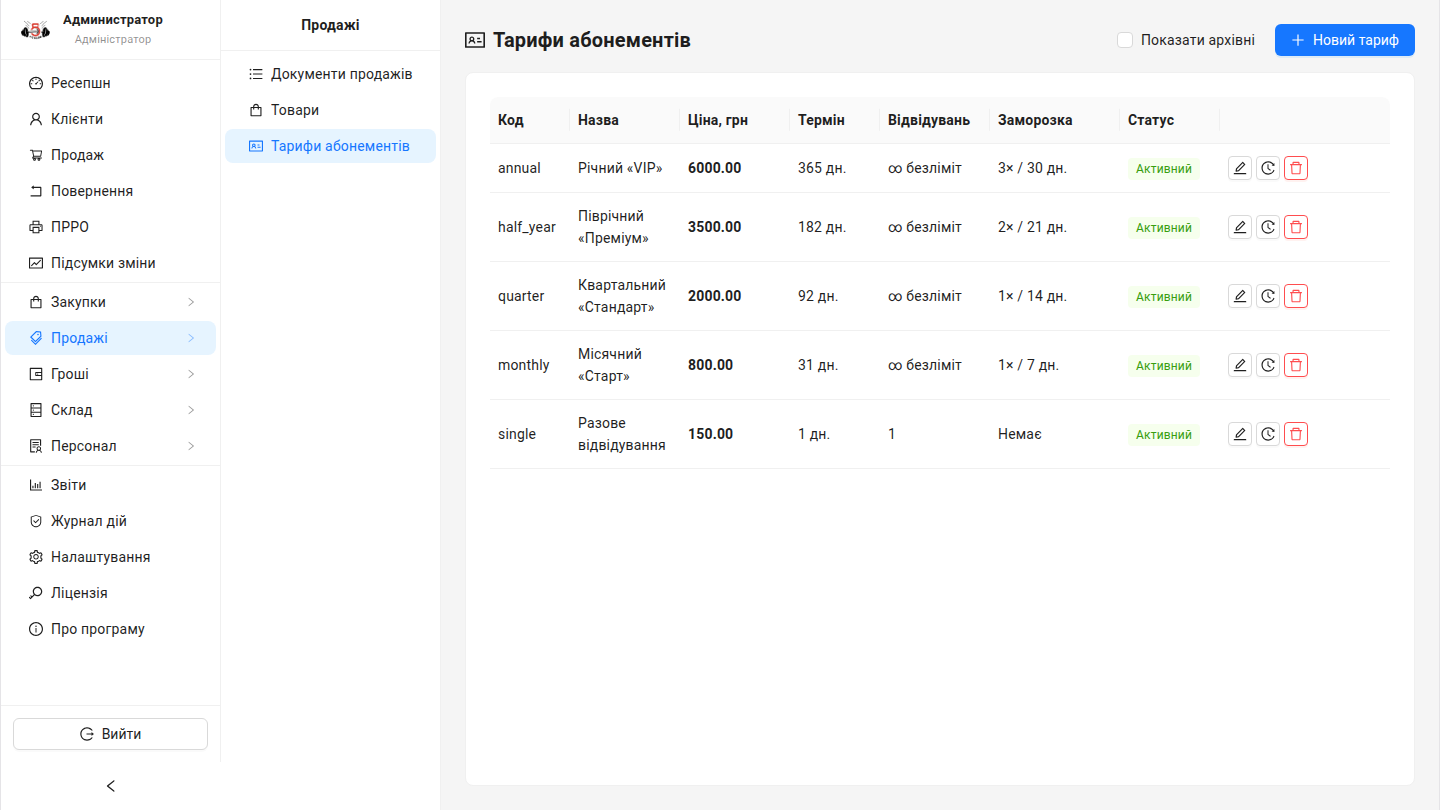 Администратор
Адміністратор
Ресепшн
Клієнти
Продаж
Повернення
ПРРО
Підсумки зміни
Закупки
Продажі
Гроші
Склад
Персонал
Звіти
Журнал дій
Налаштування
Ліцензія
Про програму
Вийти
Продажі
Документи продажів
Товари
Тарифи абонементів
Тарифи абонементів
Показати архівні
Новий тариф
Код Назва Ціна, грн Термін Відвідувань Заморозка Статус
annual Річний «VIP» 6000.00 365 дн. ∞ безліміт 3× / 30 дн. Активний
half_year Піврічний «Преміум» 3500.00 182 дн. ∞ безліміт 2× / 21 дн. Активний
quarter Квартальний «Стандарт» 2000.00 92 дн. ∞ безліміт 1× / 14 дн. Активний
monthly Місячний «Старт» 800.00 31 дн. ∞ безліміт 1× / 7 дн. Активний
single Разове відвідування 150.00 1 дн. 1 Немає Активний